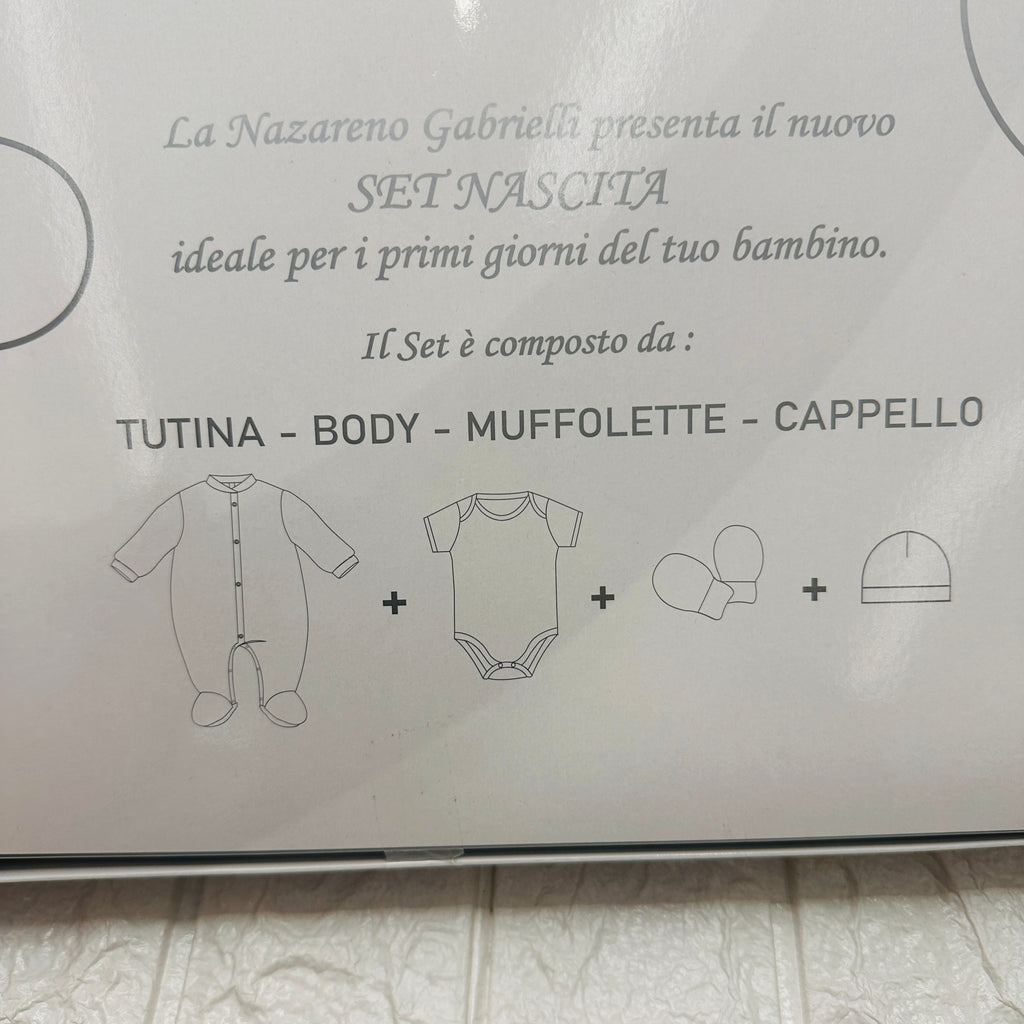 La Nazareno Gabrielli presenta il nuovo
SET NASCITA
ideale per i primi giorni del tuo bambino.
Il Set è composto da :
TUTINA - BODY - MUFFOLETTE - CAPPELLO
+ + +